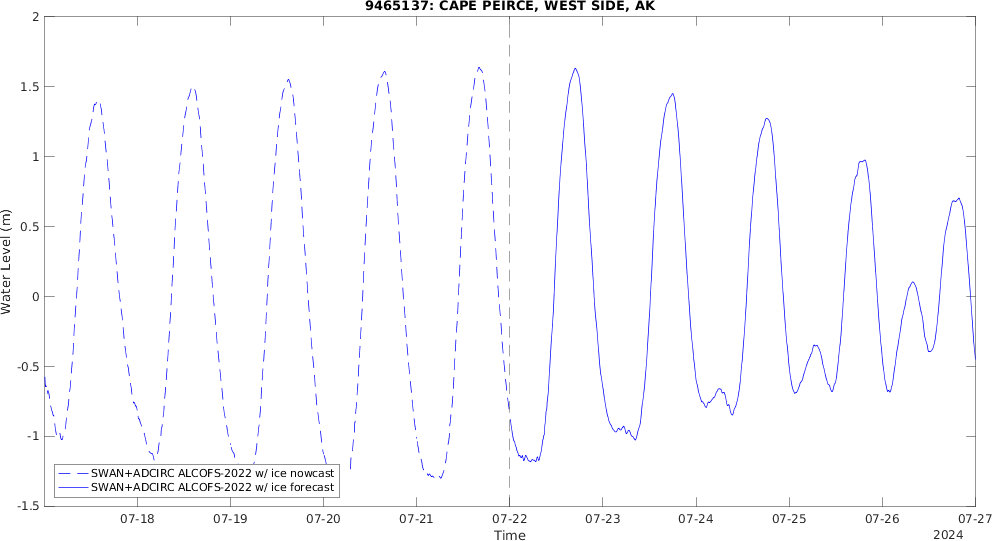 9465137: CAPE PEIRCE, WEST SIDE, AK
2
1.5
1
0.5
0
-0.5
-1
-1.5
Water Level (m)
SWAN+ADCIRC ALCOFS-2022 w/ ice nowcast
SWAN+ADCIRC ALCOFS-2022 w/ ice forecast
07-18 07-19 07-20 07-21 07-22 07-23 07-24 07-25 07-26 07-27
Time
2024